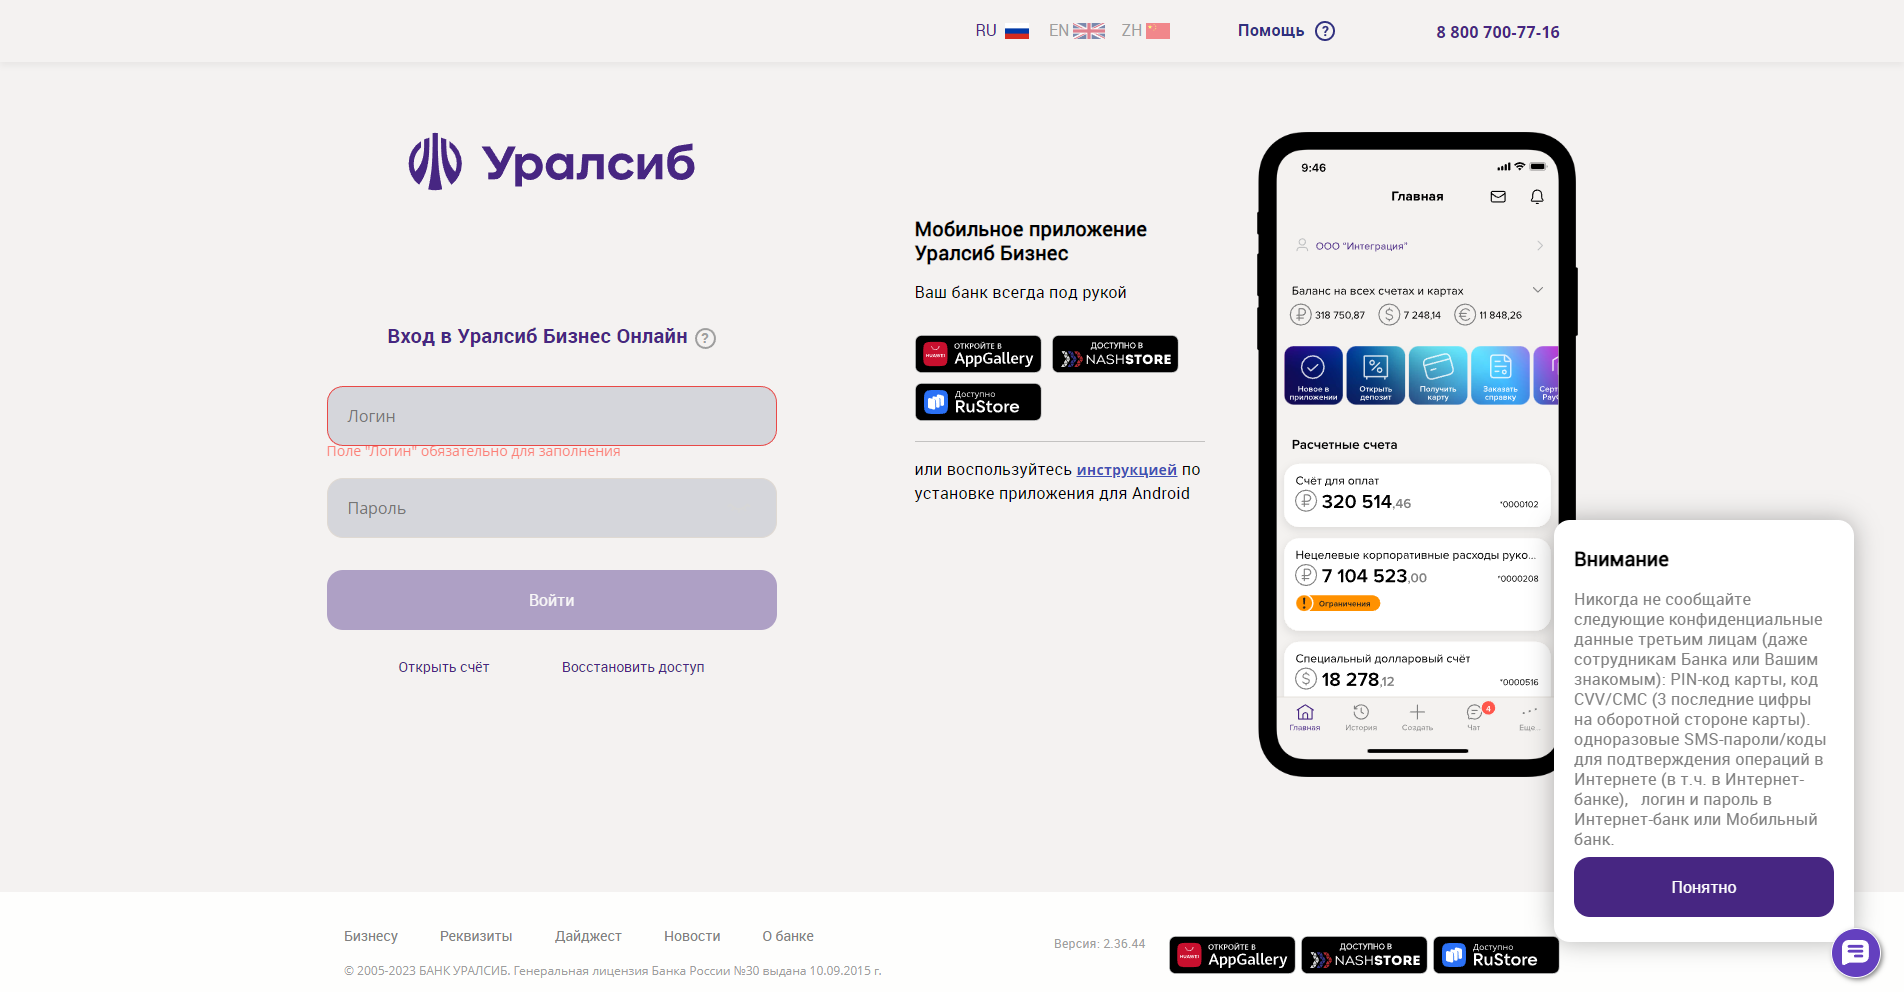 RU EN ZH Помощь ? 8 800 700-77-16
Уралсиб
Вход в Уралсиб Бизнес Онлайн ?
Логин
Поле "Логин" обязательно для заполнения
Пароль
Войти
Открыть счёт Восстановить доступ
Мобильное приложение
Уралсиб Бизнес
Ваш банк всегда под рукой
ОТКРОЙТЕ В
AppGallery
HUAWEI
ДОСТУПНО В
NASHSTORE
Доступно
RuStore
или воспользуйтесь инструкцией по
установке приложения для Android
9:46
Главная
ООО "Интеграция"
Баланс на всех счетах и картах
₽ 318 750,87 $ 7 248,14 € 11 848,26
Новое в
приложении
Открыть
депозит
Получить
карту
Заказать
справку
Расчетные счета
Счёт для оплат
₽ 320 514,46 *0000102
Нецелевые корпоративные расходы руко...
₽ 7 104 523,00 *0000208
! Ограничения
Специальный долларовый счёт
$ 18 278,12 *0000516
4
Главная История Создать Чат Еще...
Внимание
Никогда не сообщайте
следующие конфиденциальные
данные третьим лицам (даже
сотрудникам Банка или Вашим
знакомым): PIN-код карты, код
CVV/CMC (3 последние цифры
на оборотной стороне карты).
одноразовые SMS-пароли/коды
для подтверждения операций в
Интернете (в т.ч. в Интернет-
банке), логин и пароль в
Интернет-банк или Мобильный
банк.
Понятно
Бизнесу Реквизиты Дайджест Новости О банке
© 2005-2023 БАНК УРАЛСИБ. Генеральная лицензия Банка России №30 выдана 10.09.2015 г.
Версия: 2.36.44
ОТКРОЙТЕ В
AppGallery
HUAWEI
ДОСТУПНО В
NASHSTORE
Доступно
RuStore